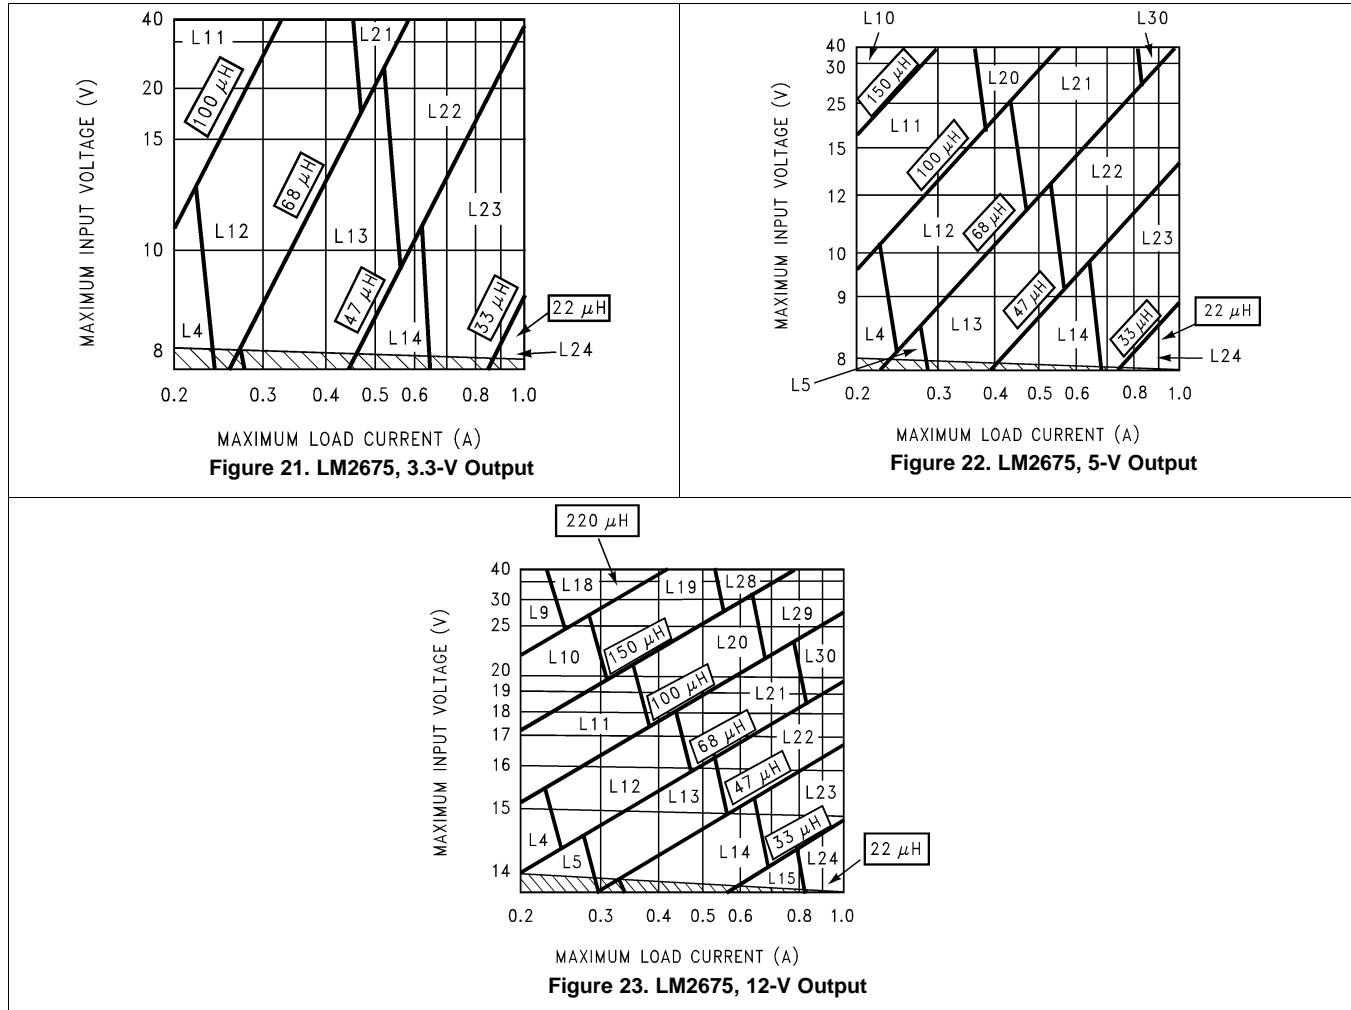 MAXIMUM INPUT VOLTAGE (V)
40
20
15
10
8
L11
L21
100 μH
L22
68 μH
L12
L13
L23
47 μH
33 μH
22 μH
L4
L14
L24
0.2 0.3 0.4 0.5 0.6 0.8 1.0
MAXIMUM LOAD CURRENT (A)
Figure 21. LM2675, 3.3-V Output
L10
L30
MAXIMUM INPUT VOLTAGE (V)
40
30
25
15
12
10
9
8
150 μH
L20
L21
L11
100 μH
L22
L12
68 μH
L23
47 μH
22 μH
L4
L13
L14
33 μH
L24
L5
0.2 0.3 0.4 0.5 0.6 0.8 1.0
MAXIMUM LOAD CURRENT (A)
Figure 22. LM2675, 5-V Output
220 μH
MAXIMUM INPUT VOLTAGE (V)
40
30
25
20
19
18
17
16
15
14
L18
L19
L28
L9
L29
150 μH
L20
L10
L30
100 μH
L21
L11
68 μH
L22
L12
L13
47 μH
L23
L4
L5
L14
33 μH
L24
22 μH
L15
0.2 0.3 0.4 0.5 0.6 0.8 1.0
MAXIMUM LOAD CURRENT (A)
Figure 23. LM2675, 12-V Output